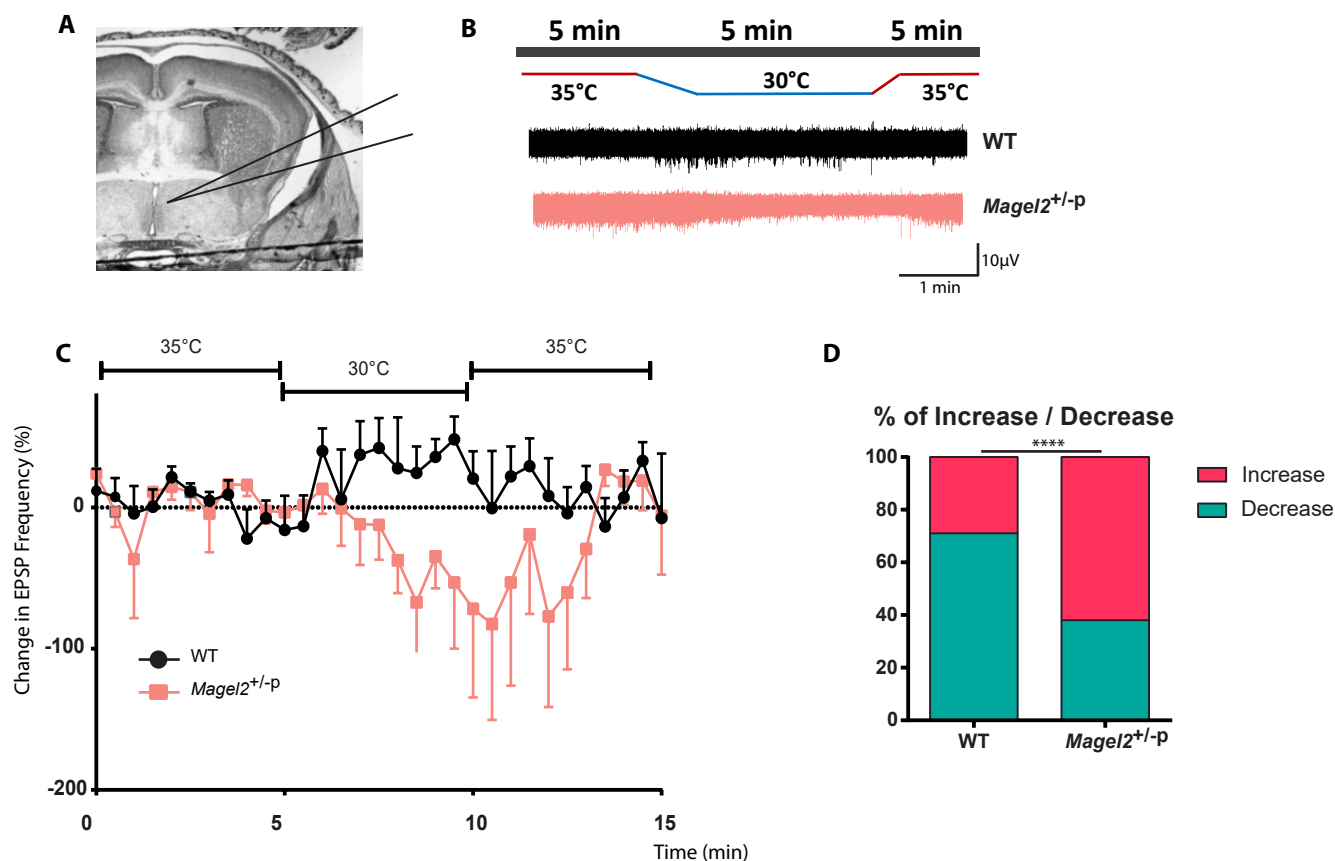 A
B
5 min 5 min 5 min
35°C 30°C 35°C
WT
Magel2+/-p
10µV
1 min
C
35°C 35°C
30°C
Change in EPSP Frequency (%)
0
-100
-200
WT
Magel2+/-p
0 5 10 15
Time (min)
D
% of Increase / Decrease
****
100
80
60
40
20
0
WT Magel2+/-p
Increase
Decrease